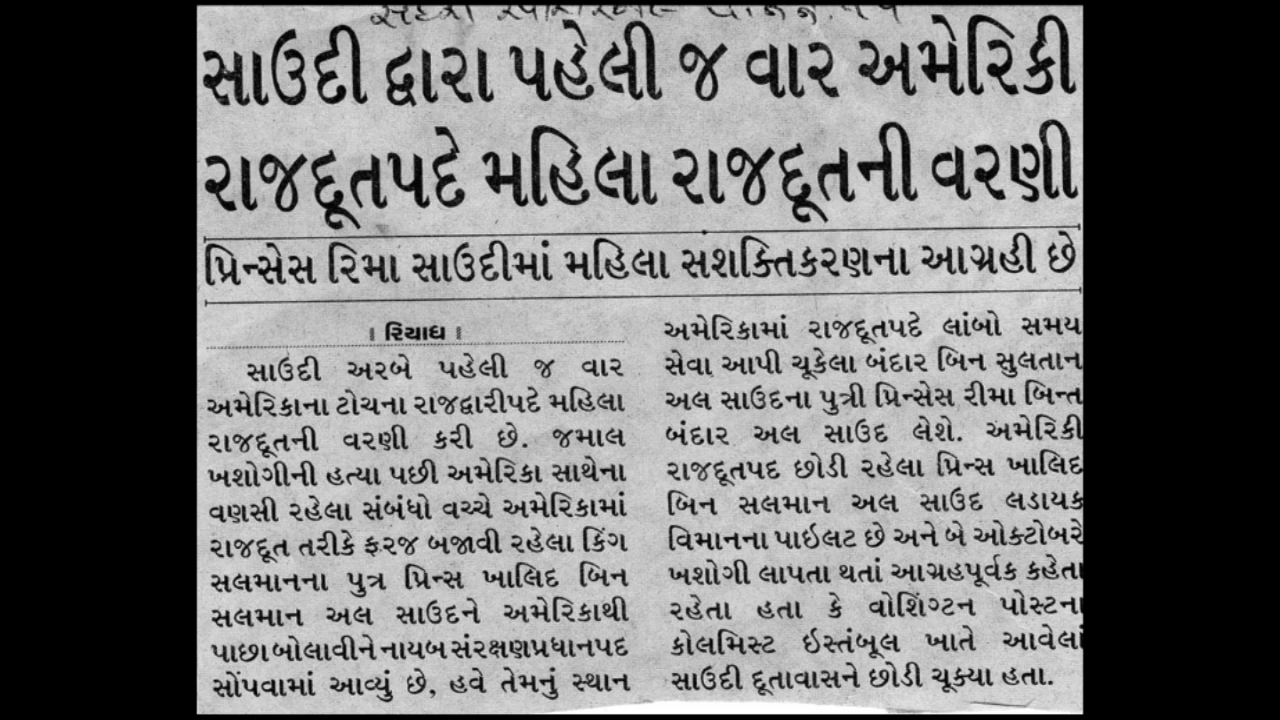 સાઉદી દ્વારા પહેલી જ વાર અમેરિકી
રાજદૂતપદે મહિલા રાજદૂતની વરણી
પ્રિન્સેસ રિમા સાઉદીમાં મહિલા સશક્તિકરણના આગ્રહી છે
। રિયાધ ।
સાઉદી અરબે પહેલી જ વાર
અમેરિકાના ટોચના રાજદ્વારીપદે મહિલા
રાજદૂતની વરણી કરી છે. જમાલ
ખશોગીની હત્યા પછી અમેરિકા સાથેના
વણસી રહેલા સંબંધો વચ્ચે અમેરિકામાં
રાજદૂત તરીકે ફરજ બજાવી રહેલા કિંગ
સલમાનના પુત્ર પ્રિન્સ ખાલિદ બિન
સલમાન અલ સાઉદને અમેરિકાથી
પાછા બોલાવીને નાયબ સંરક્ષણપ્રધાનપદ
સોંપવામાં આવ્યું છે, હવે તેમનું સ્થાન
અમેરિકામાં રાજદૂતપદે લાંબો સમય
સેવા આપી ચૂકેલા બંદાર બિન સુલતાન
અલ સાઉદના પુત્રી પ્રિન્સેસ રીમા બિન્ત
બંદાર અલ સાઉદ લેશે. અમેરિકી
રાજદૂતપદ છોડી રહેલા પ્રિન્સ ખાલિદ
બિન સલમાન અલ સાઉદ લડાયક
વિમાનના પાઇલટ છે અને બે ઓક્ટોબરે
ખશોગી લાપતા થતાં આગ્રહપૂર્વક કહેતા
રહેતા હતા કે વોશિંગ્ટન પોસ્ટના
કોલમિસ્ટ ઇસ્તંબૂલ ખાતે આવેલાં
સાઉદી દૂતાવાસને છોડી ચૂક્યા હતા.